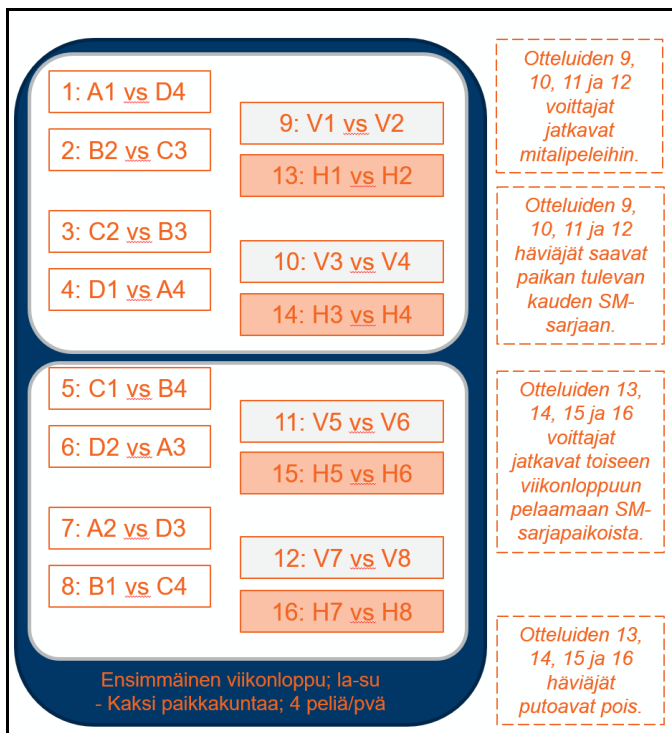 1: A1 vs D4
2: B2 vs C3
9: V1 vs V2
13: H1 vs H2
3: C2 vs B3
4: D1 vs A4
10: V3 vs V4
14: H3 vs H4
5: C1 vs B4
6: D2 vs A3
11: V5 vs V6
15: H5 vs H6
7: A2 vs D3
8: B1 vs C4
12: V7 vs V8
16: H7 vs H8
Ensimmäinen viikonloppu; la-su
- Kaksi paikkakuntaa; 4 peliä/pvä
Otteluiden 9,
10, 11 ja 12
voittajat
jatkavat
mitalipeleihin.
Otteluiden 9,
10, 11 ja 12
häviäjät saavat
paikan tulevan
kauden SM-
sarjaan.
Otteluiden 13,
14, 15 ja 16
voittajat
jatkavat toiseen
viikonloppuun
pelaamaan SM-
sarjapaikoista.
Otteluiden 13,
14, 15 ja 16
häviäjät
putoavat pois.